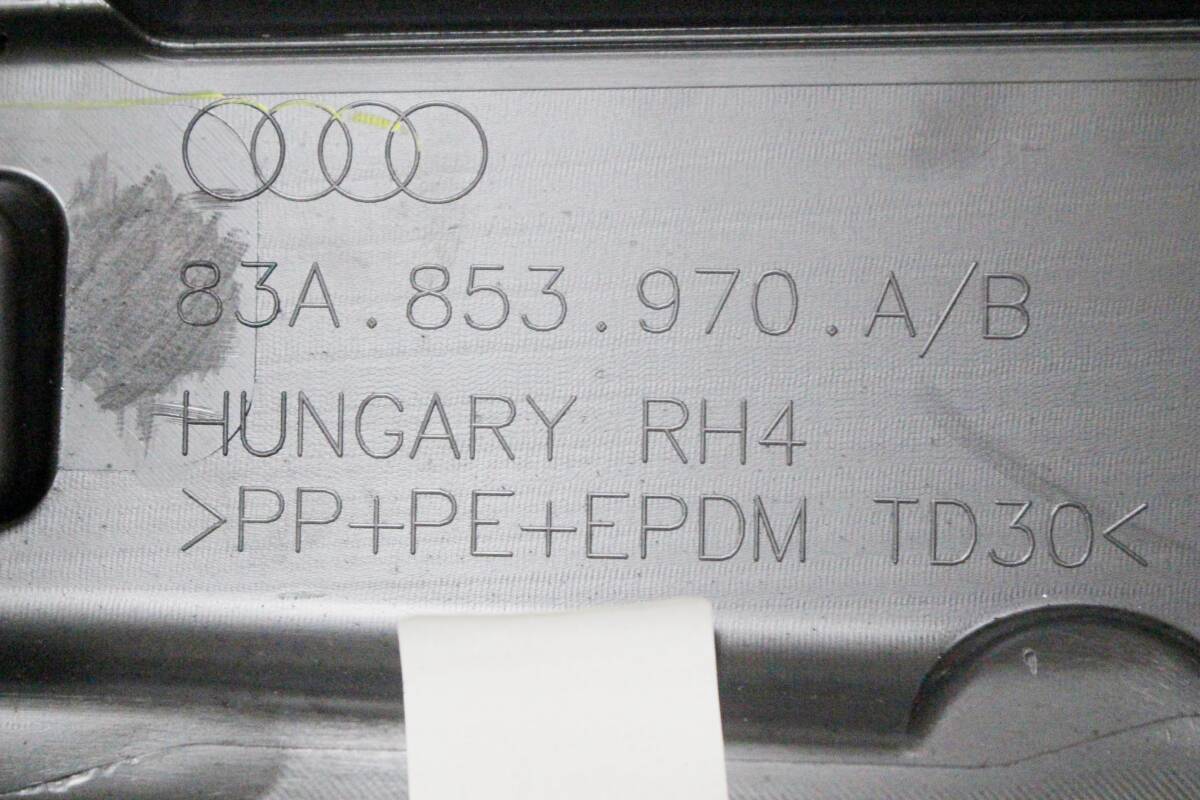 83A.853.970.A/B
HUNGARY RH4
>PP+PE+EPDM TD30<